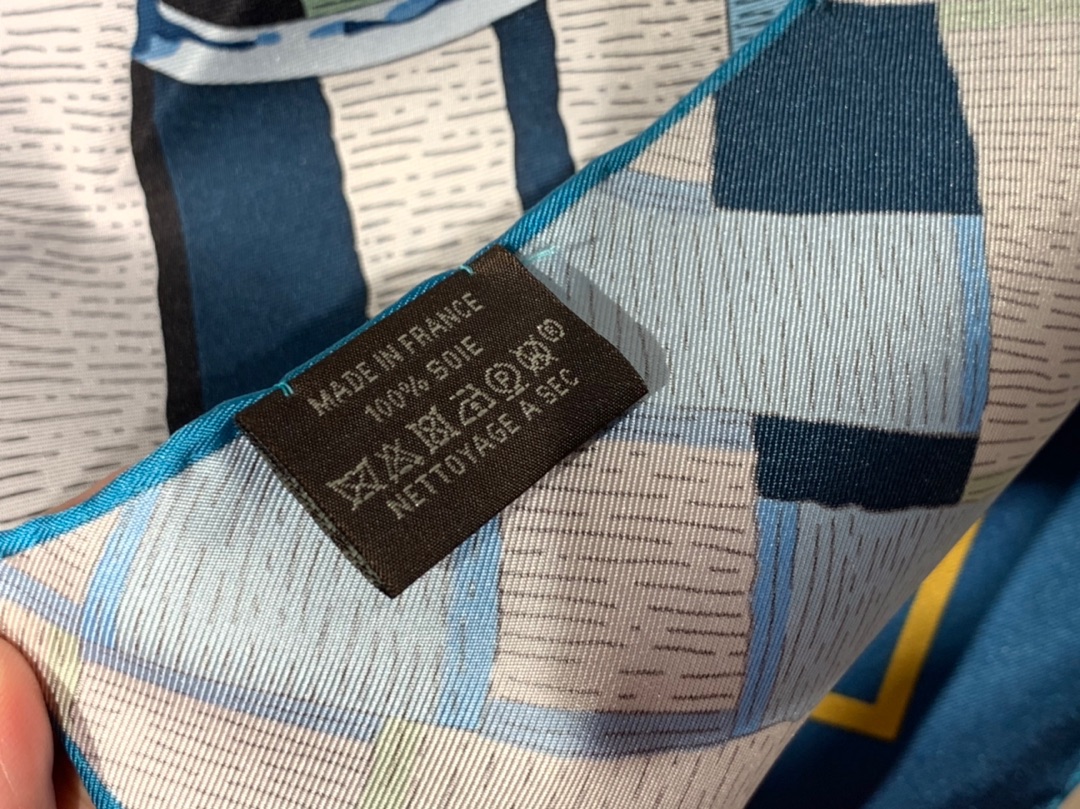 MADE IN FRANCE
100% SOIE
P
NETTOYAGE A SEC